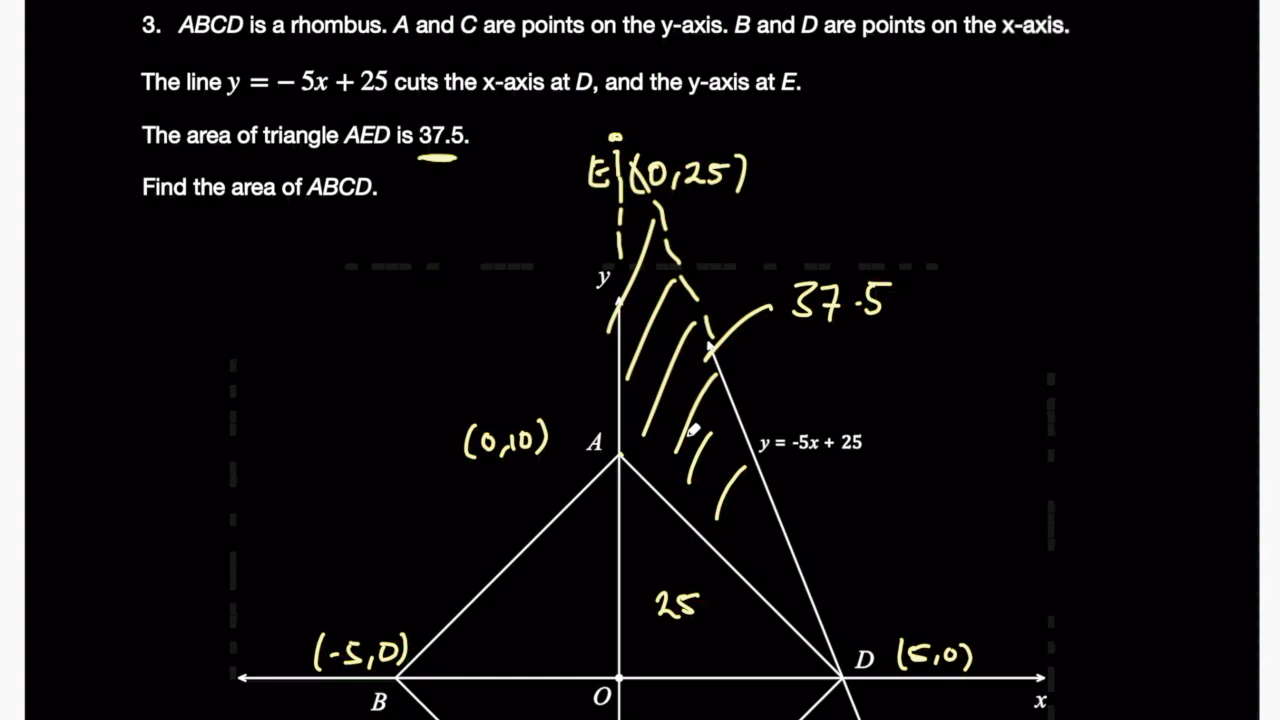 3. ABCD is a rhombus. A and C are points on the y-axis. B and D are points on the x-axis.
The line y = − 5x + 25 cuts the x-axis at D, and the y-axis at E.
The area of triangle AED is 37.5.
Find the area of ABCD.
E (0,25)
y
37.5
(0,10) A
y = -5x + 25
25
(-5,0)
D (5,0)
B
O
x